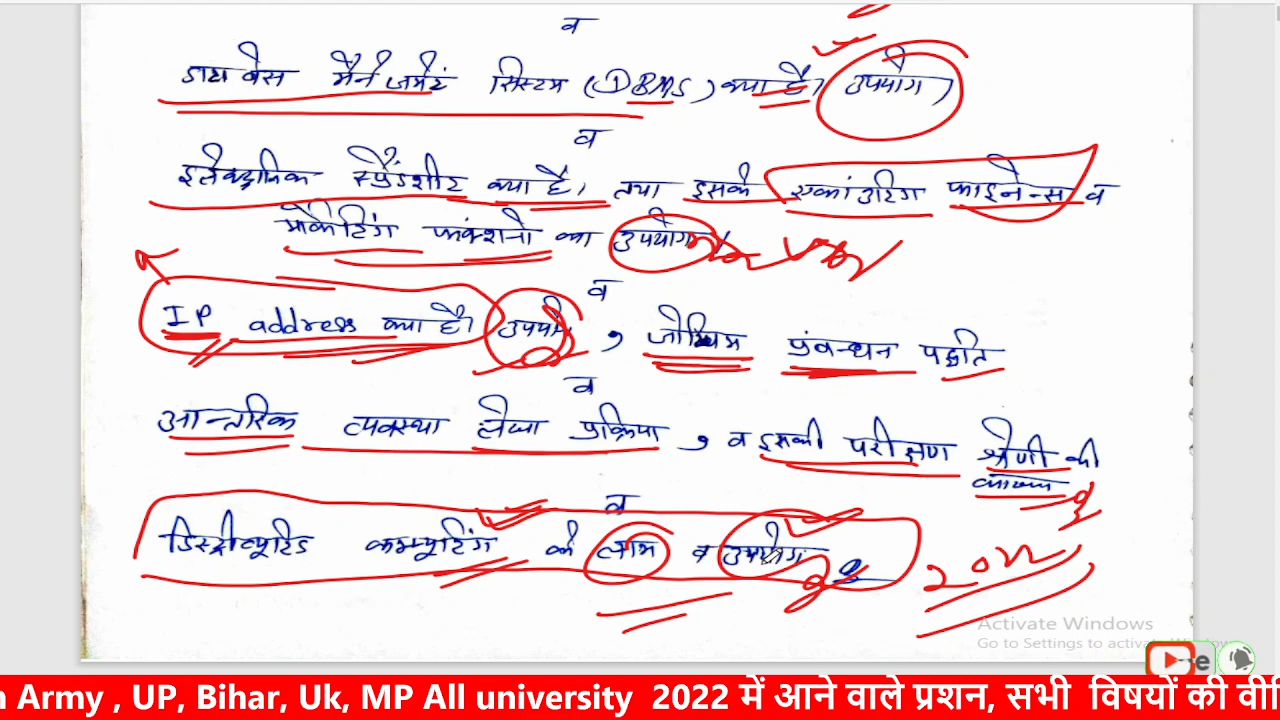 व
डाटा बेस मैनेजमेंट सिस्टम (DBMS) क्या है। उपयोग।
व
इलैक्ट्रानिक स्प्रेडशीट क्या है। तथा इसके एकांउटिंग फाइनेन्स व
मार्केटिंग फंक्शनो का उपयोग।
व
IP address क्या है। उपयोग , जोखिम प्रंबन्धन पद्धति
व
आन्तरिक व्यवस्था लेखा प्रक्रिया , व इसकी परीक्षण श्रेणी की
व्याख्या
व
डिस्ट्रीब्यूटिड कम्प्यूटिंग के लाभ व उपयोग
2022
Activate Windows
Go to Settings to activate Windows
e
n Army , UP, Bihar, Uk, MP All university 2022 में आने वाले प्रशन, सभी विषयों की वी